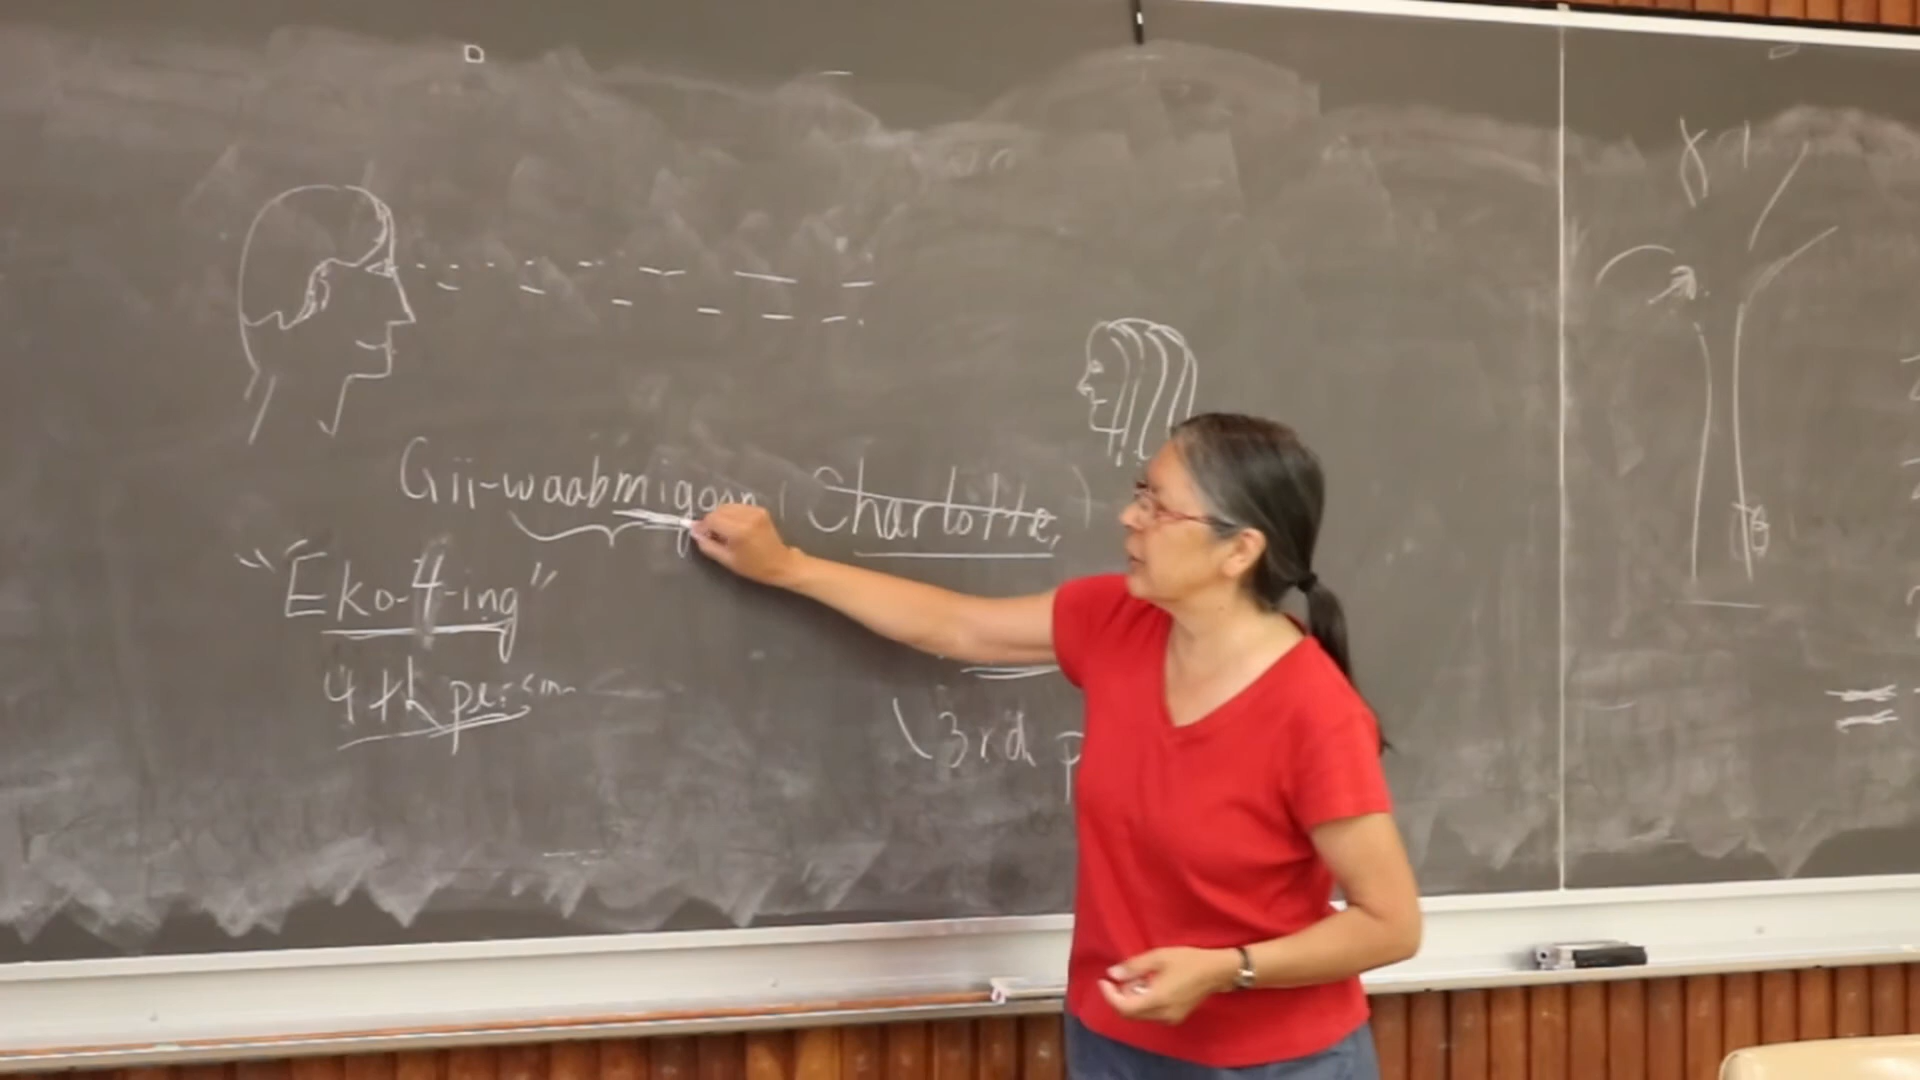 Gii-waabmigoon (Charlotte,)
"Eko-4-ing"
4th person
3rd p